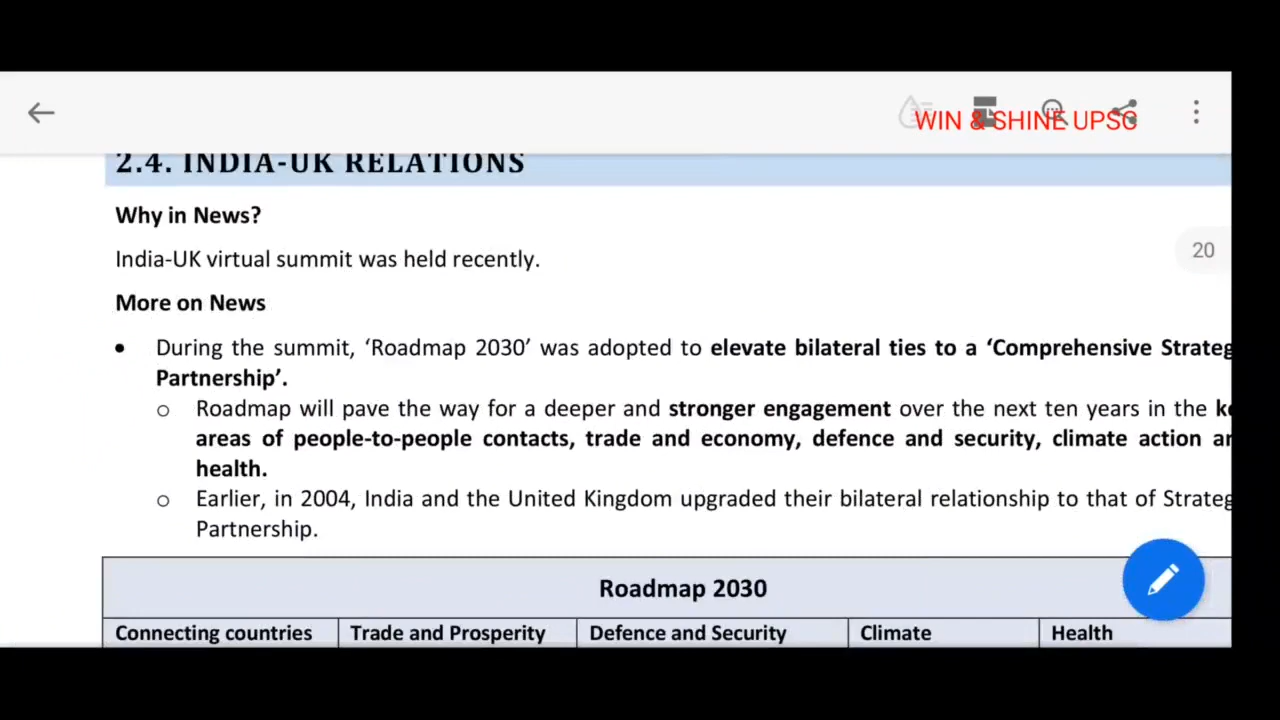 WIN & SHINE UPSC
2.4. INDIA-UK RELATIONS
Why in News?
20
India-UK virtual summit was held recently.
More on News
• During the summit, ‘Roadmap 2030’ was adopted to elevate bilateral ties to a ‘Comprehensive Strateg
Partnership’.
o Roadmap will pave the way for a deeper and stronger engagement over the next ten years in the
areas of people-to-people contacts, trade and economy, defence and security, climate action
health.
o Earlier, in 2004, India and the United Kingdom upgraded their bilateral relationship to that of Strateg
Partnership.
Roadmap 2030
Connecting countries Trade and Prosperity Defence and Security Climate Health